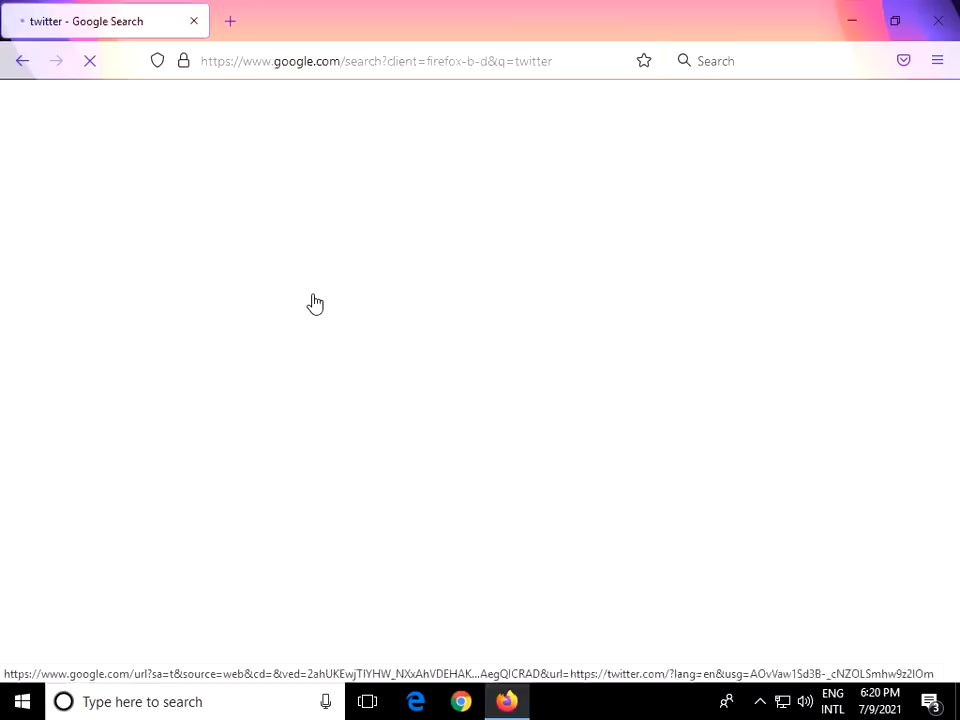 twitter - Google Search
https://www.google.com/search?client=firefox-b-d&q=twitter
Search
https://www.google.com/url?sa=t&source=web&cd=&ved=2ahUKEwjTlYHW_NXxAhVDEHAK...AegQICRAD&url=https://twitter.com/?lang=en&usg=AOvVaw1Sd3B-_cNZOLSmhw9z2IOm
Type here to search
ENG
INTL
6:20 PM
7/9/2021
3